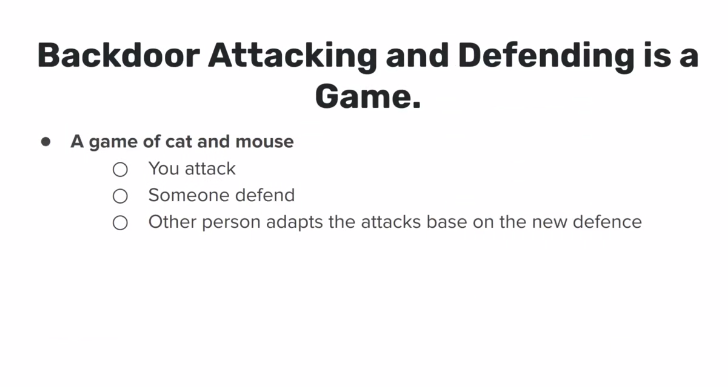 Backdoor Attacking and Defending is a
Game.
● A game of cat and mouse
○ You attack
○ Someone defend
○ Other person adapts the attacks base on the new defence